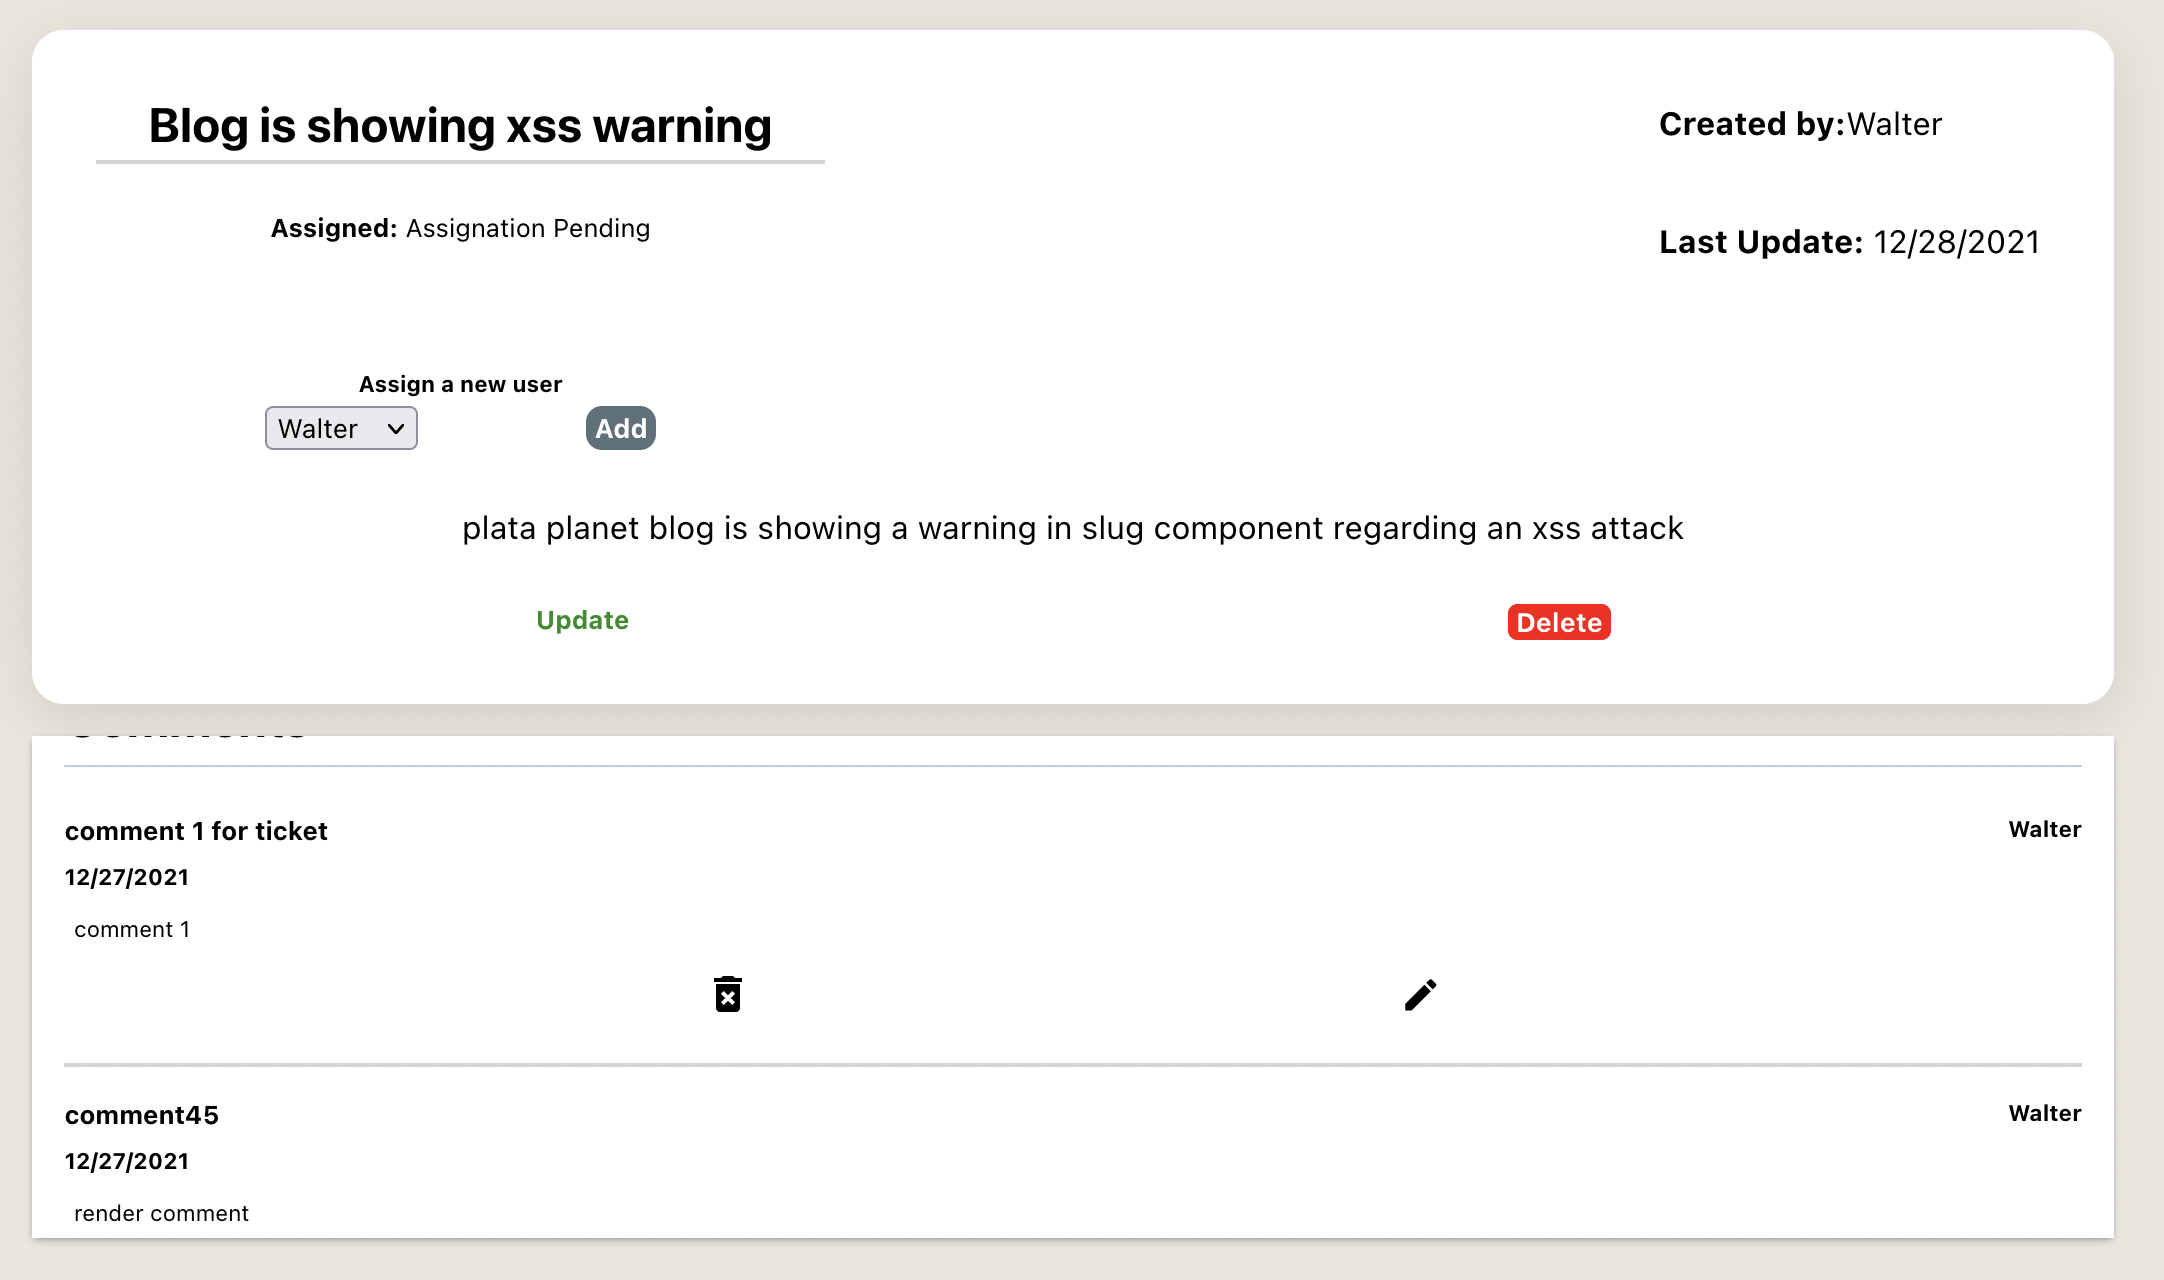 Blog is showing xss warning
Created by:Walter
Assigned: Assignation Pending
Last Update: 12/28/2021
Assign a new user
Walter
Add
plata planet blog is showing a warning in slug component regarding an xss attack
Update
Delete
comment 1 for ticket
Walter
12/27/2021
comment 1
comment45
Walter
12/27/2021
render comment